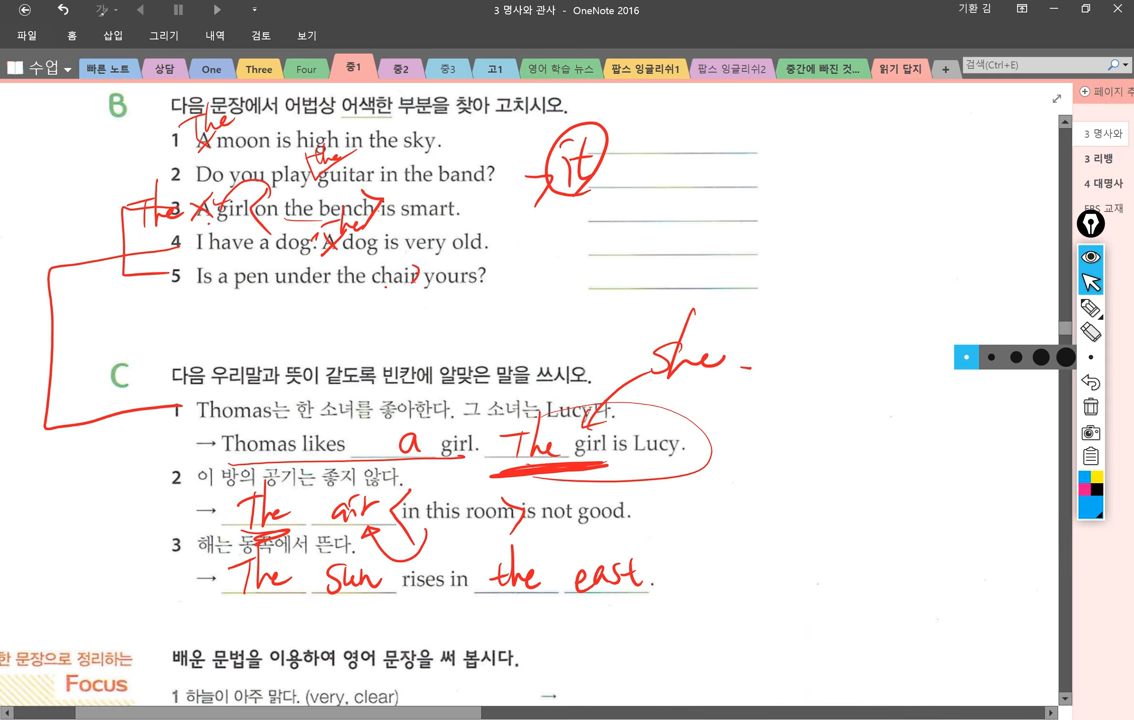 3 명사와 관사 - OneNote 2016
기환 김
파일 홈 삽입 그리기 내역 검토 보기
수업 빠른 노트 상담 One Three Four 중1 중2 중3 고1 영어 학습 뉴스 팝스 잉글리쉬1 팝스 잉글리쉬2 중간에 빠진 것... 읽기 답지 + 검색(Ctrl+E)
페이지 추
3 명사와
3 리뱅
4 대명사
EBS 교재
B 다음 문장에서 어법상 어색한 부분을 찾아 고치시오.
The
1 A moon is high in the sky.
the it
2 Do you play guitar in the band?
The 3 A girl on the bench is smart.
The
4 I have a dog. A dog is very old.
5 Is a pen under the chair yours?
she
C 다음 우리말과 뜻이 같도록 빈칸에 알맞은 말을 쓰시오.
1 Thomas는 한 소녀를 좋아한다. 그 소녀는 Lucy다.
→ Thomas likes a girl. The girl is Lucy.
2 이 방의 공기는 좋지 않다.
→ The air in this room is not good.
3 해는 동쪽에서 뜬다.
→ The sun rises in the east.
한 문장으로 정리하는
Focus
배운 문법을 이용하여 영어 문장을 써 봅시다.
1 하늘이 아주 맑다. (very, clear) →